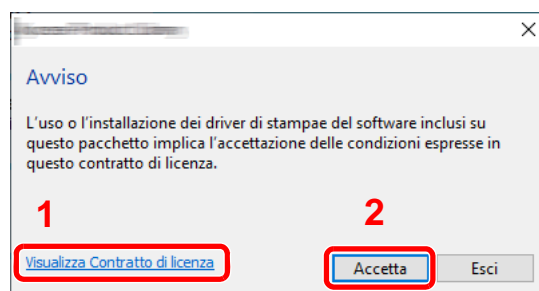 Avviso
L'uso o l'installazione dei driver di stampae del software inclusi su
questo pacchetto implica l'accettazione delle condizioni espresse in
questo contratto di licenza.
1
2
Visualizza Contratto di licenza
Accetta
Esci